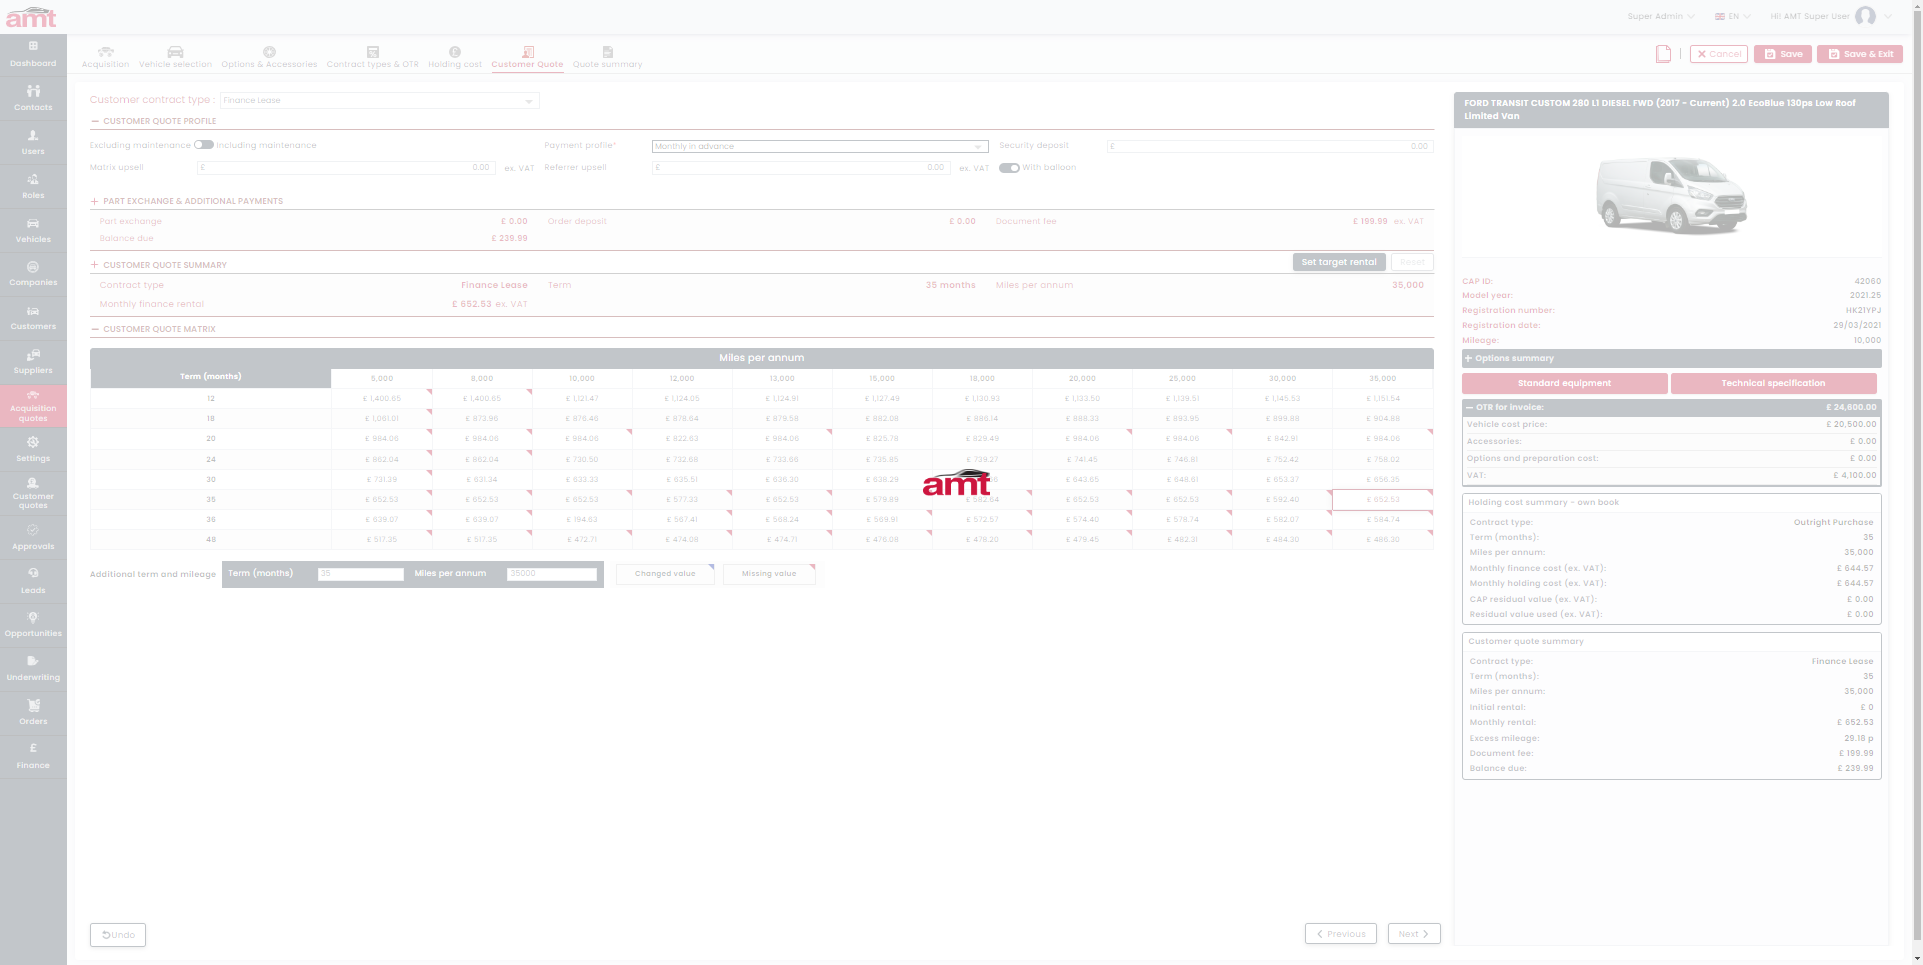 amt
Super Admin
EN
Hi! AMT Super User
Dashboard
Contacts
Users
Roles
Vehicles
Companies
Customers
Suppliers
Acquisition quotes
Settings
Customer quotes
Approvals
Leads
Opportunities
Underwriting
Orders
£
Finance
Acquisition Vehicle selection Options & Accessories Contract types & OTR Holding cost Customer Quote Quote summary
Cancel Save Save & Exit
Customer contract type : Finance Lease
CUSTOMER QUOTE PROFILE
Excluding maintenance Including maintenance Payment profile* Monthly in advance Security deposit £ 0.00
Matrix upsell £ 0.00 ex. VAT Referrer upsell £ 0.00 ex. VAT With balloon
+ PART EXCHANGE & ADDITIONAL PAYMENTS
Part exchange £ 0.00 Order deposit £ 0.00 Document fee £ 199.99 ex. VAT
Balance due £ 239.99
+ CUSTOMER QUOTE SUMMARY Set target rental Reset
Contract type Finance Lease Term 35 months Miles per annum 35,000
Monthly finance rental £ 652.53 ex. VAT
CUSTOMER QUOTE MATRIX
Miles per annum
Term (months) 5,000 8,000 10,000 12,000 13,000 15,000 18,000 20,000 25,000 30,000 35,000
12 £ 1,400.65 £ 1,400.65 £ 1,121.47 £ 1,124.05 £ 1,124.91 £ 1,127.49 £ 1,130.93 £ 1,133.50 £ 1,139.51 £ 1,145.53 £ 1,151.54
18 £ 1,061.01 £ 873.96 £ 876.46 £ 878.64 £ 879.58 £ 882.08 £ 886.14 £ 888.33 £ 893.95 £ 899.88 £ 904.88
20 £ 984.06 £ 984.06 £ 984.06 £ 822.63 £ 984.06 £ 825.78 £ 829.49 £ 984.06 £ 984.06 £ 842.91 £ 984.06
24 £ 862.04 £ 862.04 £ 730.50 £ 732.68 £ 733.66 £ 735.85 £ 739.27 £ 741.45 £ 746.81 £ 752.42 £ 758.02
30 £ 731.39 £ 631.34 £ 633.33 £ 635.51 £ 636.30 £ 638.29 £ 643.65 £ 648.61 £ 653.37 £ 656.35
35 £ 652.53 £ 652.53 £ 652.53 £ 577.33 £ 652.53 £ 579.89 £ 582.64 £ 652.53 £ 652.53 £ 592.40 £ 652.53
36 £ 639.07 £ 639.07 £ 194.63 £ 567.41 £ 568.24 £ 569.91 £ 572.57 £ 574.40 £ 578.74 £ 582.07 £ 584.74
48 £ 517.35 £ 517.35 £ 472.71 £ 474.09 £ 474.71 £ 476.09 £ 478.20 £ 479.45 £ 482.31 £ 484.30 £ 486.30
amt
Additional term and mileage Term (months) 35 Miles per annum 35000 Changed value Missing value
Undo
Previous Next
FORD TRANSIT CUSTOM 280 L1 DIESEL FWD (2017 - Current) 2.0 EcoBlue 130ps Low Roof
Limited Van
CAP ID: 42060
Model year: 2021.25
Registration number: HK21YPJ
Registration date: 29/03/2021
Mileage: 10,000
+ Options summary
Standard equipment Technical specification
OTR for invoice: £ 24,600.00
Vehicle cost price: £ 20,500.00
Accessories: £ 0.00
Options and preparation cost: £ 0.00
VAT: £ 4,100.00
Holding cost summary - own book
Contract type: Outright Purchase
Term (months): 35
Miles per annum: 35,000
Monthly finance cost (ex. VAT): £ 644.57
Monthly holding cost (ex. VAT): £ 644.57
CAP residual value (ex. VAT): £ 0.00
Residual value used (ex. VAT): £ 0.00
Customer quote summary
Contract type: Finance Lease
Term (months): 35
Miles per annum: 35,000
Initial rental: £ 0
Monthly rental: £ 652.53
Excess mileage: 29.18 p
Document fee: £ 199.99
Balance due: £ 239.99